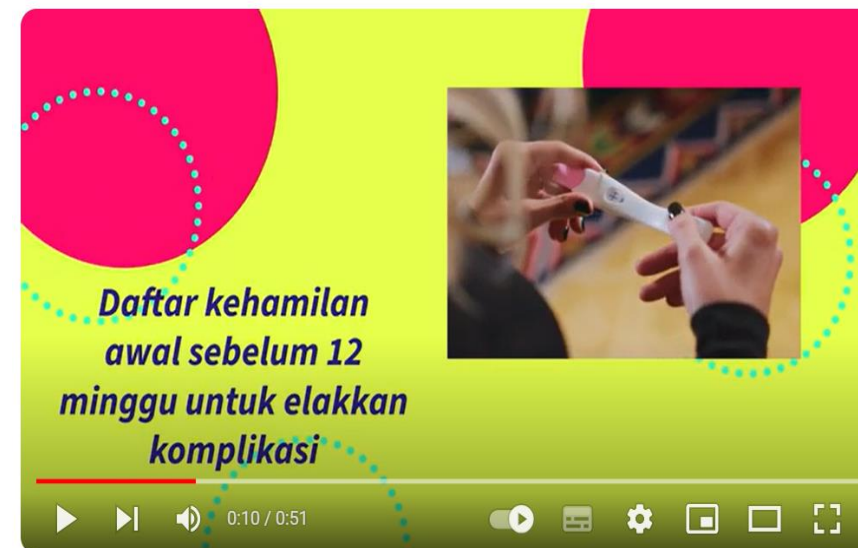 Daftar kehamilan
awal sebelum 12
minggu untuk elakkan
komplikasi
0:10 / 0:51